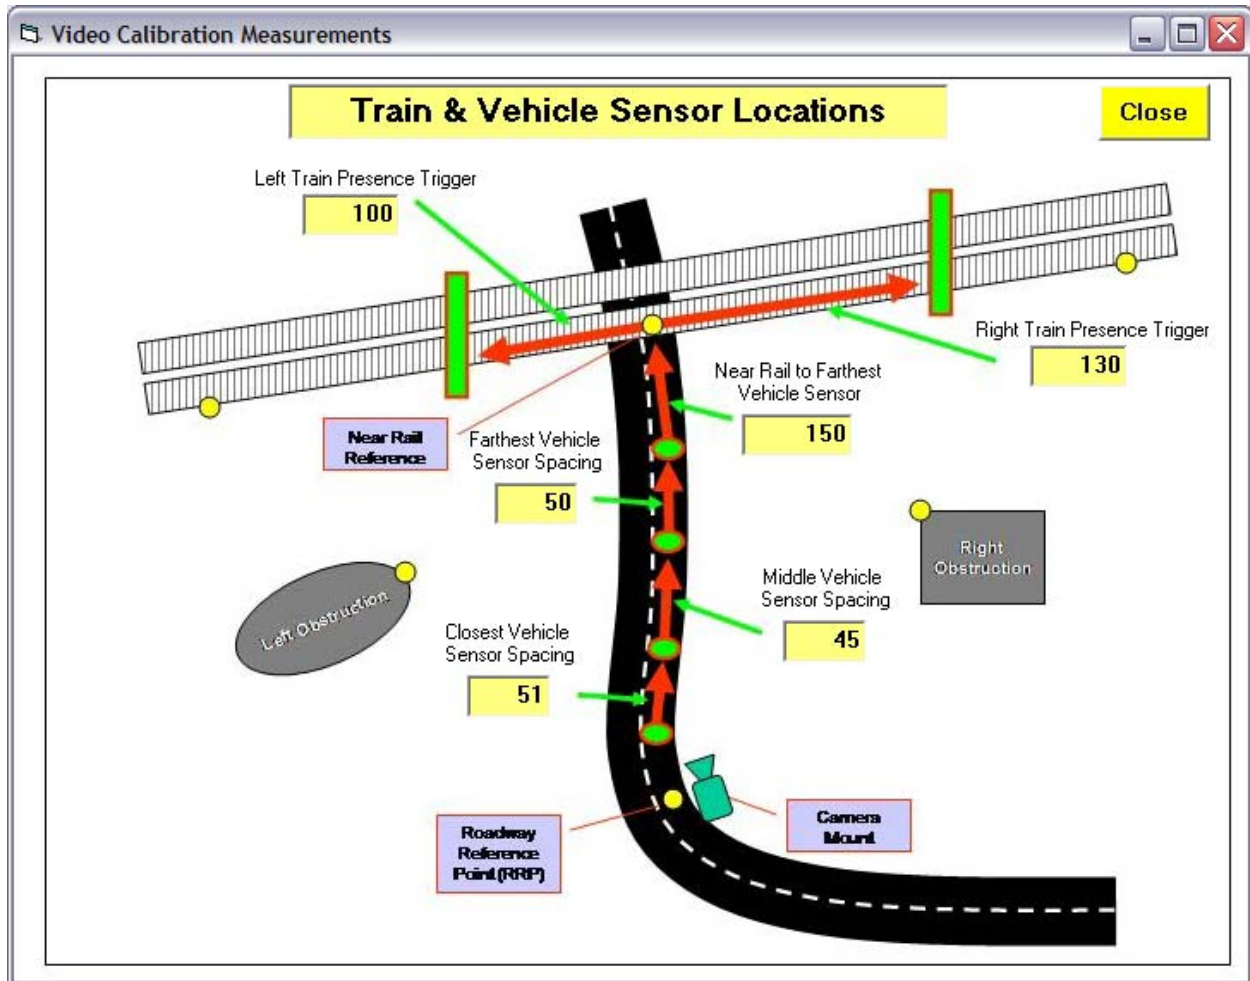 Video Calibration Measurements
Train & Vehicle Sensor Locations
Close
Left Train Presence Trigger
100
Right Train Presence Trigger
130
Near Rail to Farthest
Vehicle Sensor
150
Near Rail
Reference
Farthest Vehicle
Sensor Spacing
50
Right
Obstruction
Left Obstruction
Middle Vehicle
Sensor Spacing
45
Closest Vehicle
Sensor Spacing
51
Camera
Mount
Roadway
Reference
Point (RRP)